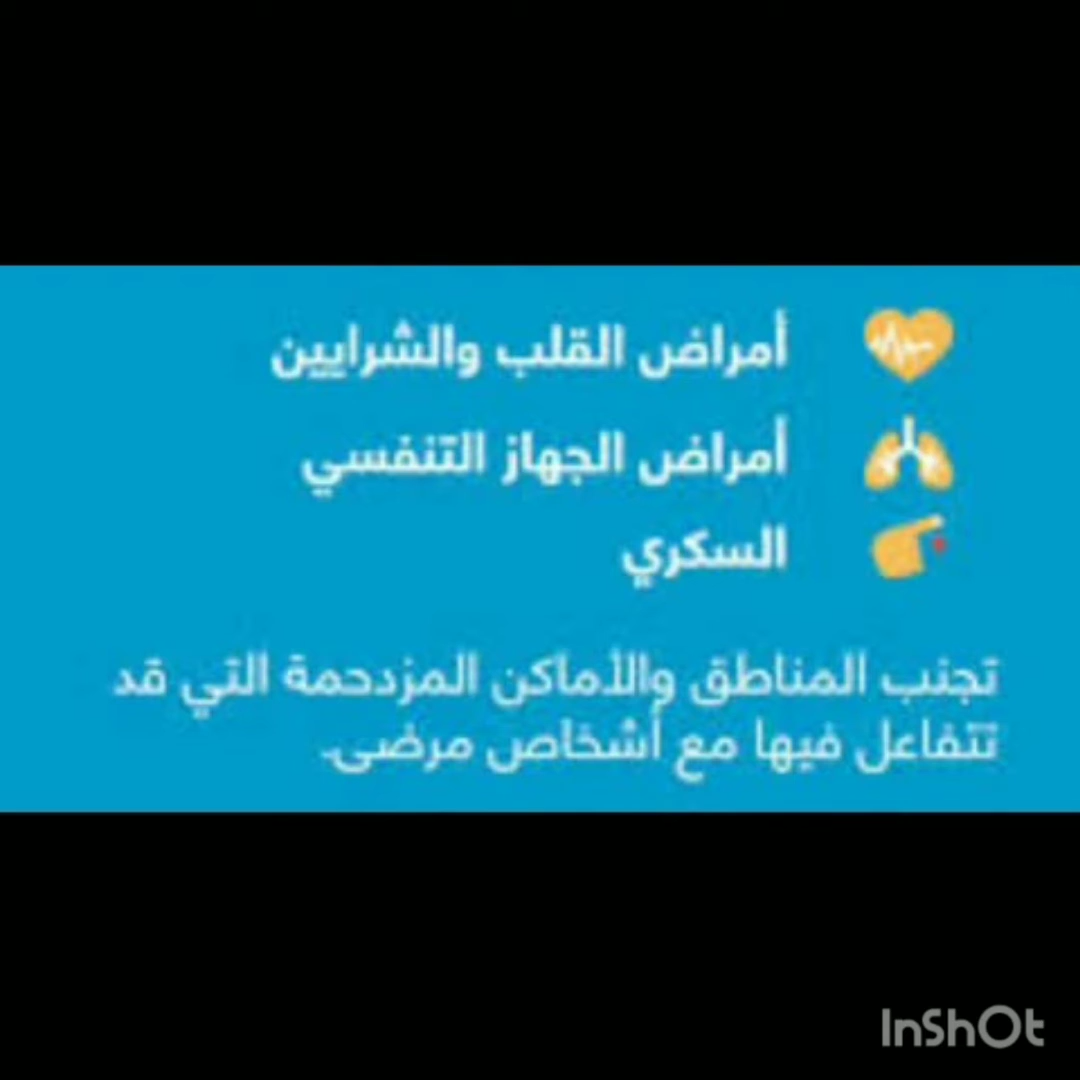 أمراض القلب والشرايين
أمراض الجهاز التنفسي
السكري
تجنب المناطق والأماكن المزدحمة التي قد
تتفاعل فيها مع أشخاص مرضى.
InShOt